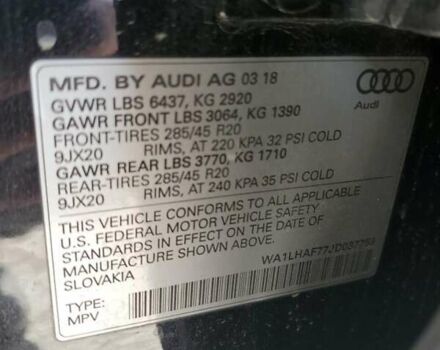 MFD. BY AUDI AG 03 18
GVWR LBS 6437, KG 2920
GAWR FRONT LBS 3064, KG 1390
FRONT-TIRES 285/45 R20
9JX20 RIMS, AT 220 KPA 32 PSI COLD
GAWR REAR LBS 3770, KG 1710
REAR-TIRES 285/45 R20
9JX20 RIMS, AT 240 KPA 35 PSI COLD
Audi
THIS VEHICLE CONFORMS TO ALL APPLICABLE
U.S. FEDERAL MOTOR VEHICLE SAFETY
STANDARDS IN EFFECT ON THE DATE OF
MANUFACTURE SHOWN ABOVE.
SLOVAKIA
TYPE:
MPV